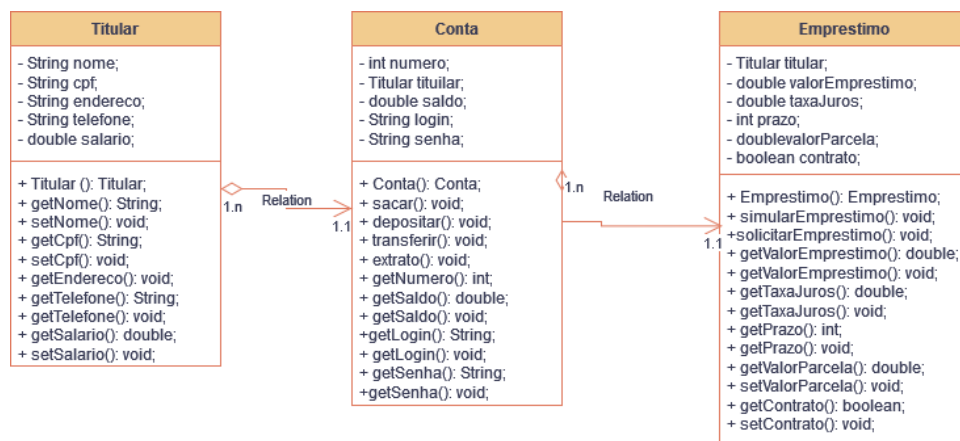 Titular
- String nome;
- String cpf;
- String endereco;
- String telefone;
- double salario;
+ Titular (): Titular;
+ getNome(): String;
+ setNome(): void;
+ getCpf(): String;
+ setCpf(): void;
+ getEndereco(): void;
+ getTelefone(): String;
+ getTelefone(): void;
+ getSalario(): double;
+ setSalario(): void;
1.n
Relation
1.1
Conta
- int numero;
- Titular tituilar;
- double saldo;
- String login;
- String senha;
+ Conta(): Conta;
+ sacar(): void;
+ depositar(): void;
+ transferir(): void;
+ extrato(): void;
+ getNumero(): int;
+ getSaldo(): double;
+ getSaldo(): void;
+getLogin(): String;
+ getLogin(): void;
+ getSenha(): String;
+getSenha(): void;
1.n
Relation
1.1
Emprestimo
- Titular titular;
- double valorEmprestimo;
- double taxaJuros;
- int prazo;
- doublevalorParcela;
- boolean contrato;
+ Emprestimo(): Emprestimo;
+ simularEmprestimo(): void;
+solicitarEmprestimo(): void;
+ getValorEmprestimo(): double;
+ getValorEmprestimo(): void;
+ getTaxaJuros(): double;
+ getTaxaJuros(): void;
+ getPrazo(): int;
+ getPrazo(): void;
+ getValorParcela(): double;
+ setValorParcela(): void;
+ getContrato(): boolean;
+ setContrato(): void;